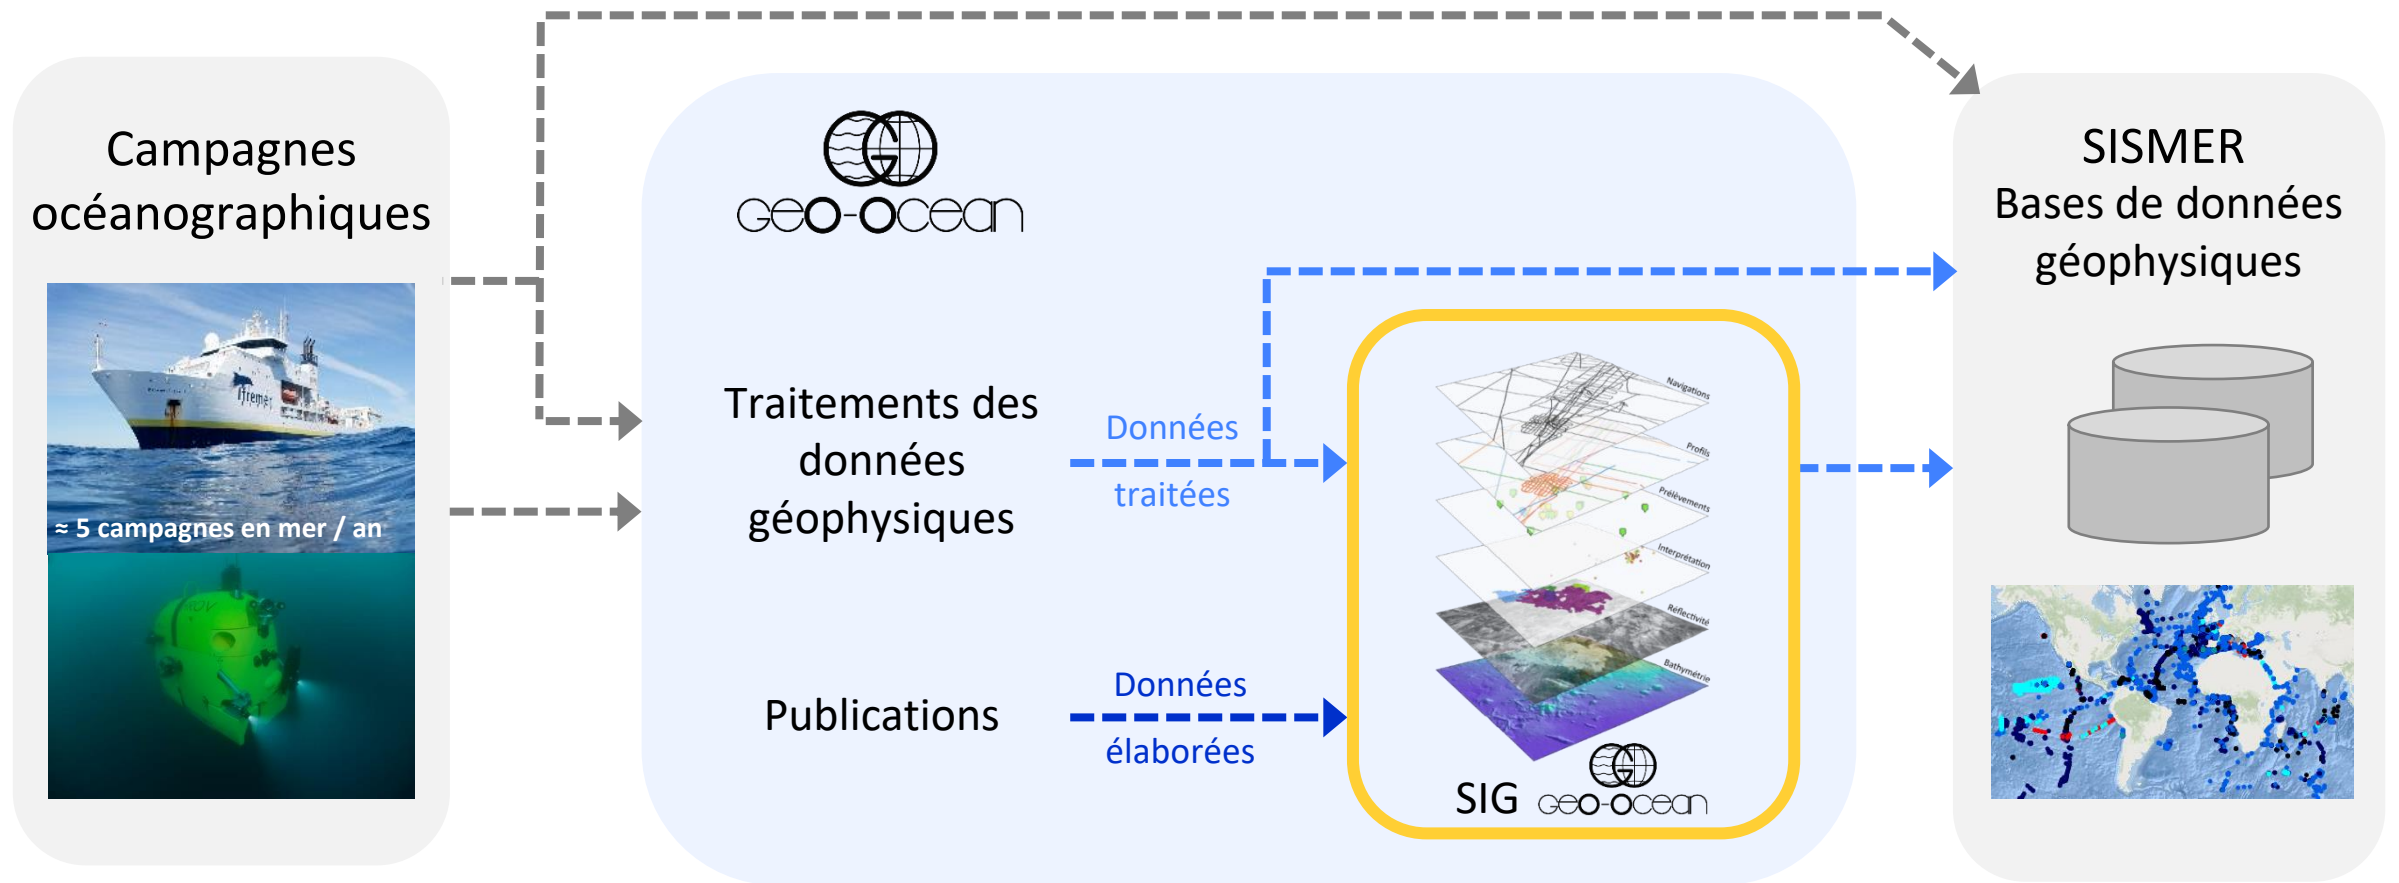 Campagnes
océanographiques
Ifremer
≈ 5 campagnes en mer / an
GEO-OCEAN
Traitements des
données
géophysiques
Données
traitées
Publications
Données
élaborées
Navigations
Profils
Prélèvements
Interprétation
Réflectivité
Bathymétrie
SIG GEO-OCEAN
SISMER
Bases de données
géophysiques